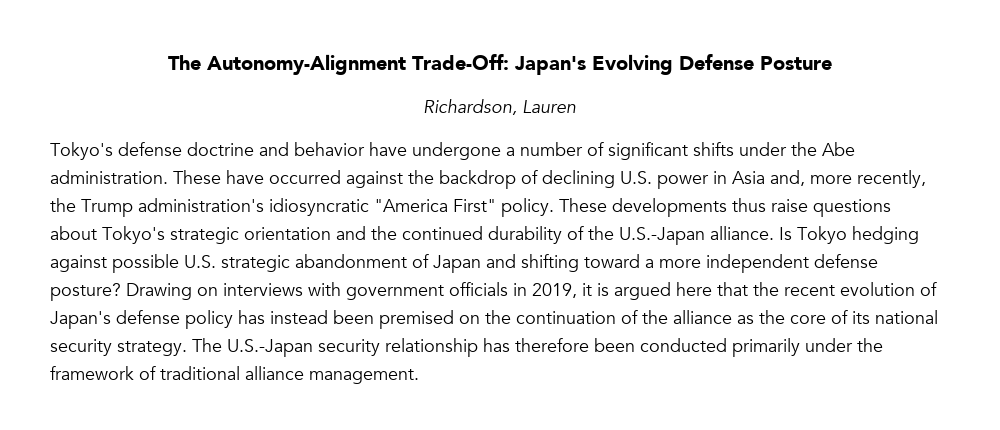 The Autonomy-Alignment Trade-Off: Japan's Evolving Defense Posture
Richardson, Lauren
Tokyo's defense doctrine and behavior have undergone a number of significant shifts under the Abe
administration. These have occurred against the backdrop of declining U.S. power in Asia and, more recently,
the Trump administration's idiosyncratic "America First" policy. These developments thus raise questions
about Tokyo's strategic orientation and the continued durability of the U.S.-Japan alliance. Is Tokyo hedging
against possible U.S. strategic abandonment of Japan and shifting toward a more independent defense
posture? Drawing on interviews with government officials in 2019, it is argued here that the recent evolution of
Japan's defense policy has instead been premised on the continuation of the alliance as the core of its national
security strategy. The U.S.-Japan security relationship has therefore been conducted primarily under the
framework of traditional alliance management.